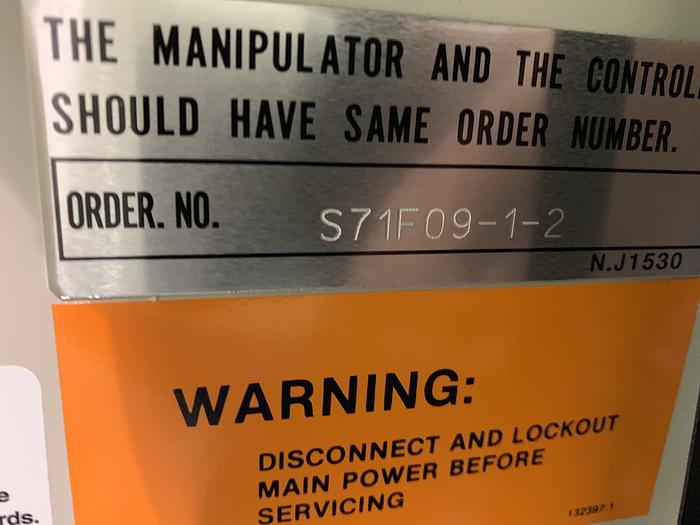 THE MANIPULATOR AND THE CONTROL
SHOULD HAVE SAME ORDER NUMBER.
ORDER. NO. S71F09-1-2
N.J1530
WARNING:
DISCONNECT AND LOCKOUT
MAIN POWER BEFORE
SERVICING
132397 1
e
rds.